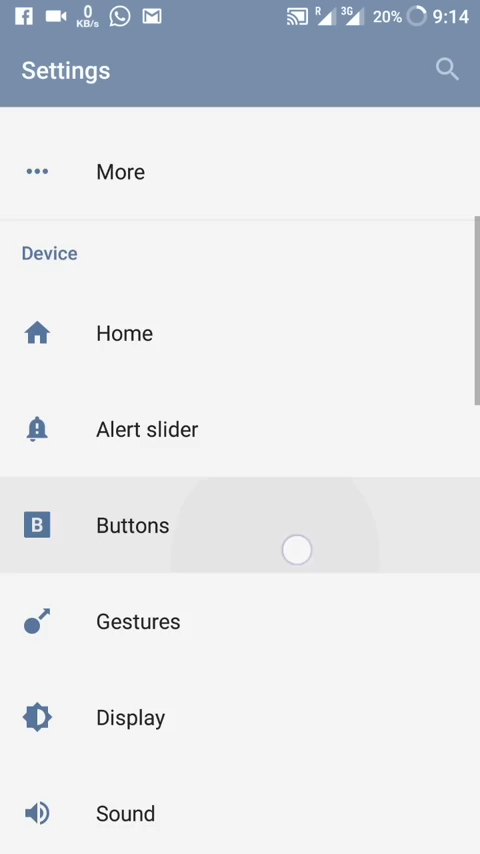 0
KB/s
R
3G
20%
9:14
Settings
More
Device
Home
Alert slider
B
Buttons
Gestures
Display
Sound